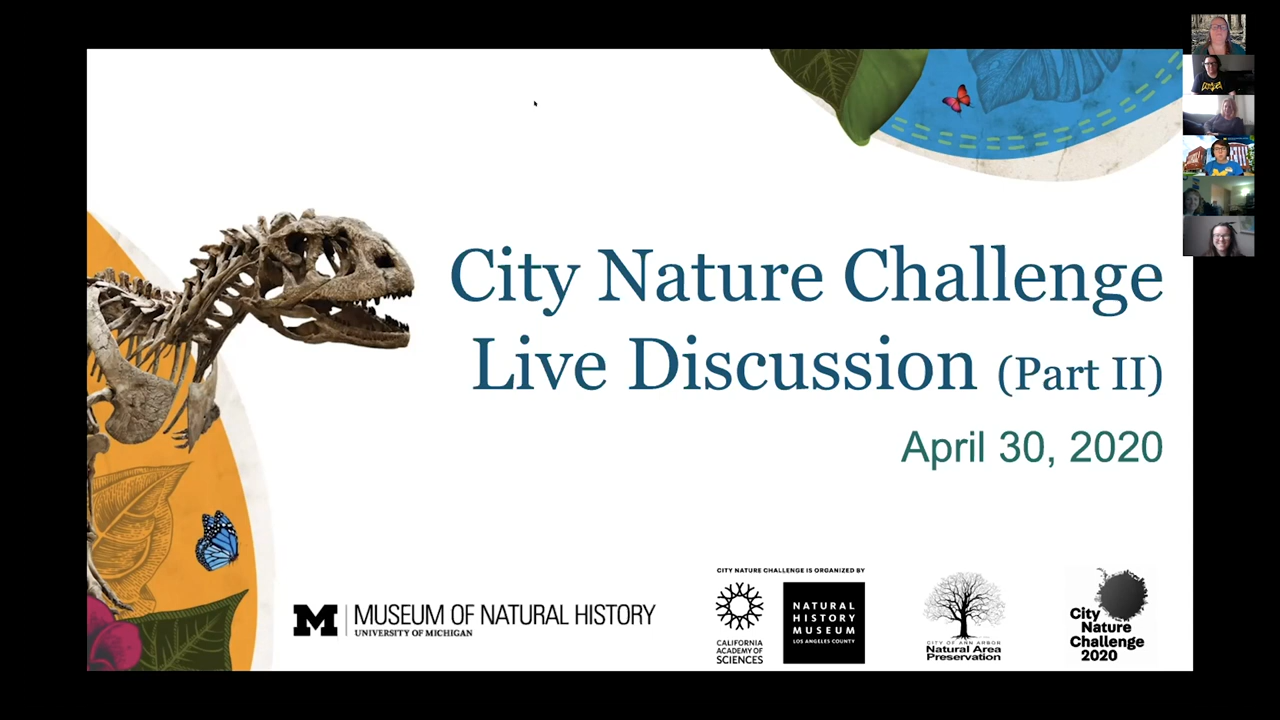 City Nature Challenge
Live Discussion (Part II)
April 30, 2020
M MUSEUM OF NATURAL HISTORY
UNIVERSITY OF MICHIGAN
CITY NATURE CHALLENGE IS ORGANIZED BY
CALIFORNIA
ACADEMY OF
SCIENCES
NATURAL
HISTORY
MUSEUM
LOS ANGELES COUNTY
CITY OF ANN ARBOR
Natural Area
Preservation
City
Nature
Challenge
2020